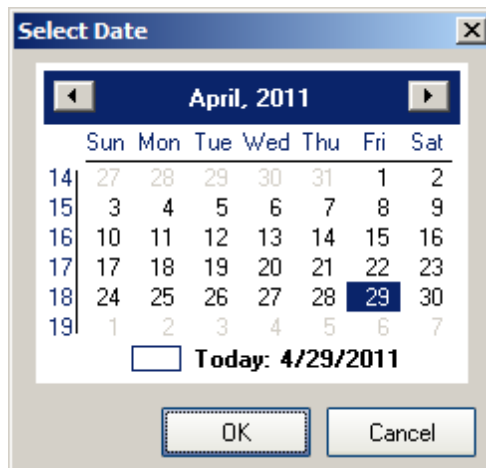 Select Date
April, 2011
Sun Mon Tue Wed Thu Fri Sat
14 27 28 29 30 31 1 2
15 3 4 5 6 7 8 9
16 10 11 12 13 14 15 16
17 17 18 19 20 21 22 23
18 24 25 26 27 28 29 30
19 1 2 3 4 5 6 7
Today: 4/29/2011
OK Cancel